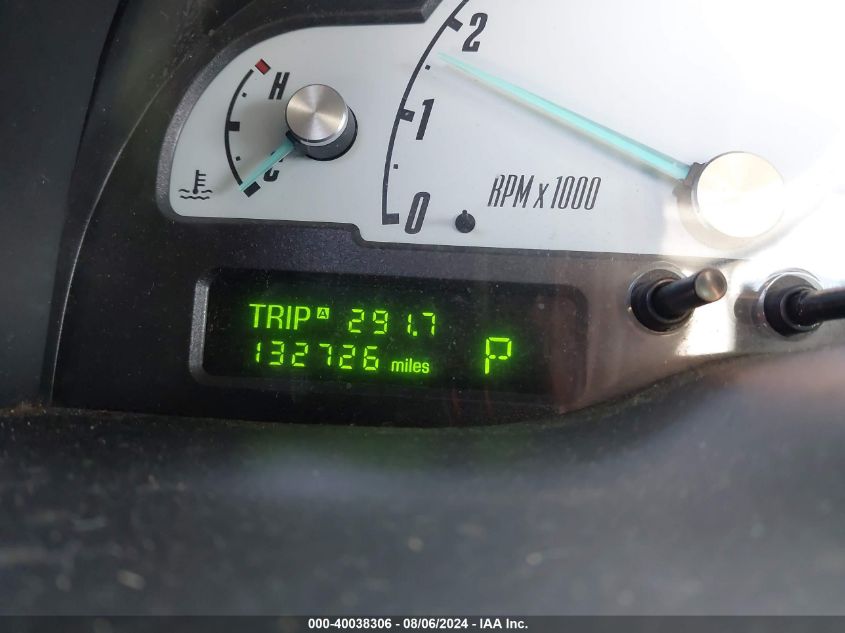 2
H
1
C
RPM x 1000
0
TRIP A 291.7
132726 miles P
000-40038306 - 08/06/2024 - IAA Inc.